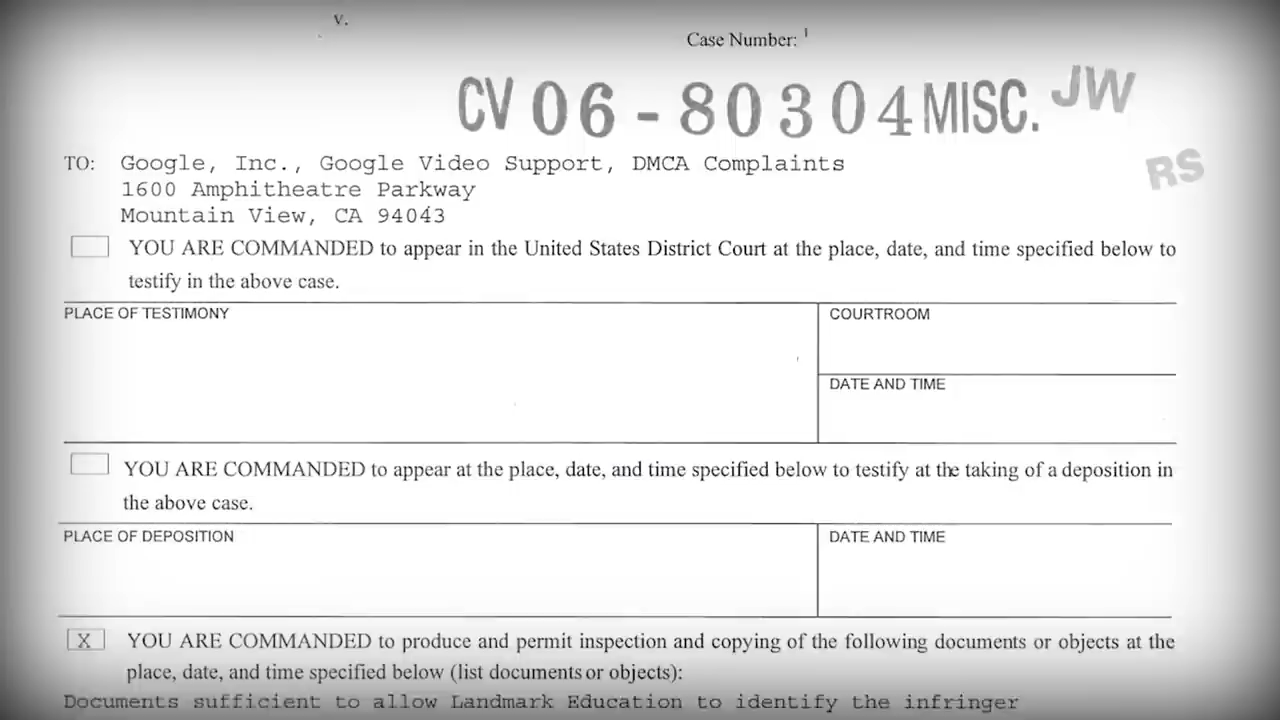 v.
Case Number: 1
CV 06-80304 MISC. JW
RS
TO: Google, Inc., Google Video Support, DMCA Complaints
1600 Amphitheatre Parkway
Mountain View, CA 94043
YOU ARE COMMANDED to appear in the United States District Court at the place, date, and time specified below to
testify in the above case.
PLACE OF TESTIMONY
COURTROOM
DATE AND TIME
YOU ARE COMMANDED to appear at the place, date, and time specified below to testify at the taking of a deposition in
the above case.
PLACE OF DEPOSITION
DATE AND TIME
X YOU ARE COMMANDED to produce and permit inspection and copying of the following documents or objects at the
place, date, and time specified below (list documents or objects):
Documents sufficient to allow Landmark Education to identify the infringer